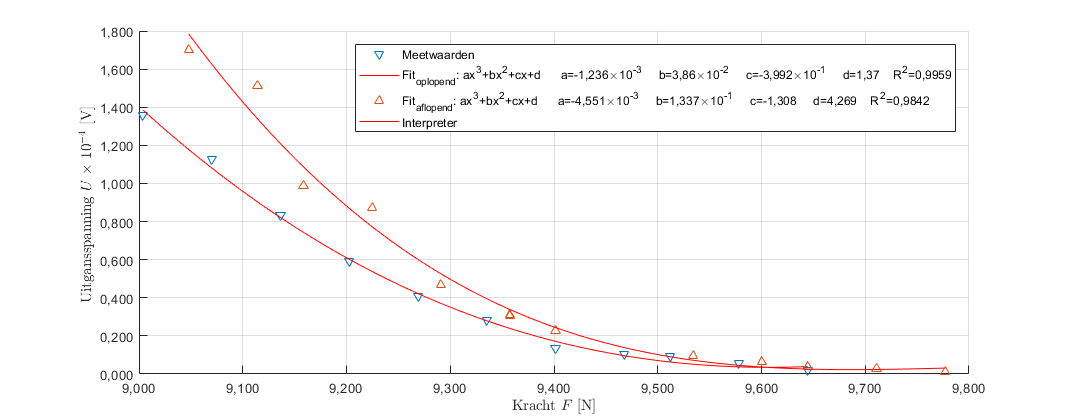 1,800
1,600
1,400
1,200
1,000
0,800
0,600
0,400
0,200
0,000
Uitgansspanning U × 10⁻⁴ [V]
Meetwaarden
Fit_oplopend: ax³+bx²+cx+d a=-1,236×10⁻³ b=3,86×10⁻² c=-3,992×10⁻¹ d=1,37 R²=0,9959
Fit_aflopend: ax³+bx²+cx+d a=-4,551×10⁻³ b=1,337×10⁻¹ c=-1,308 d=4,269 R²=0,9842
Interpreter
9,000 9,100 9,200 9,300 9,400 9,500 9,600 9,700 9,800
Kracht F [N]